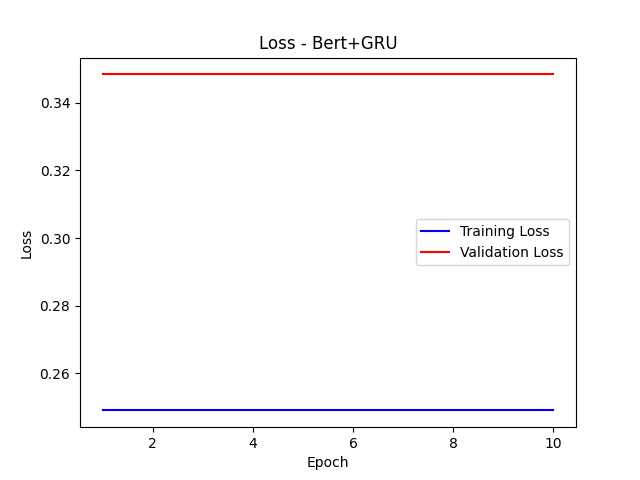 Loss - Bert+GRU
0.34
0.32
0.30
0.28
0.26
Loss
Training Loss
Validation Loss
2 4 6 8 10
Epoch